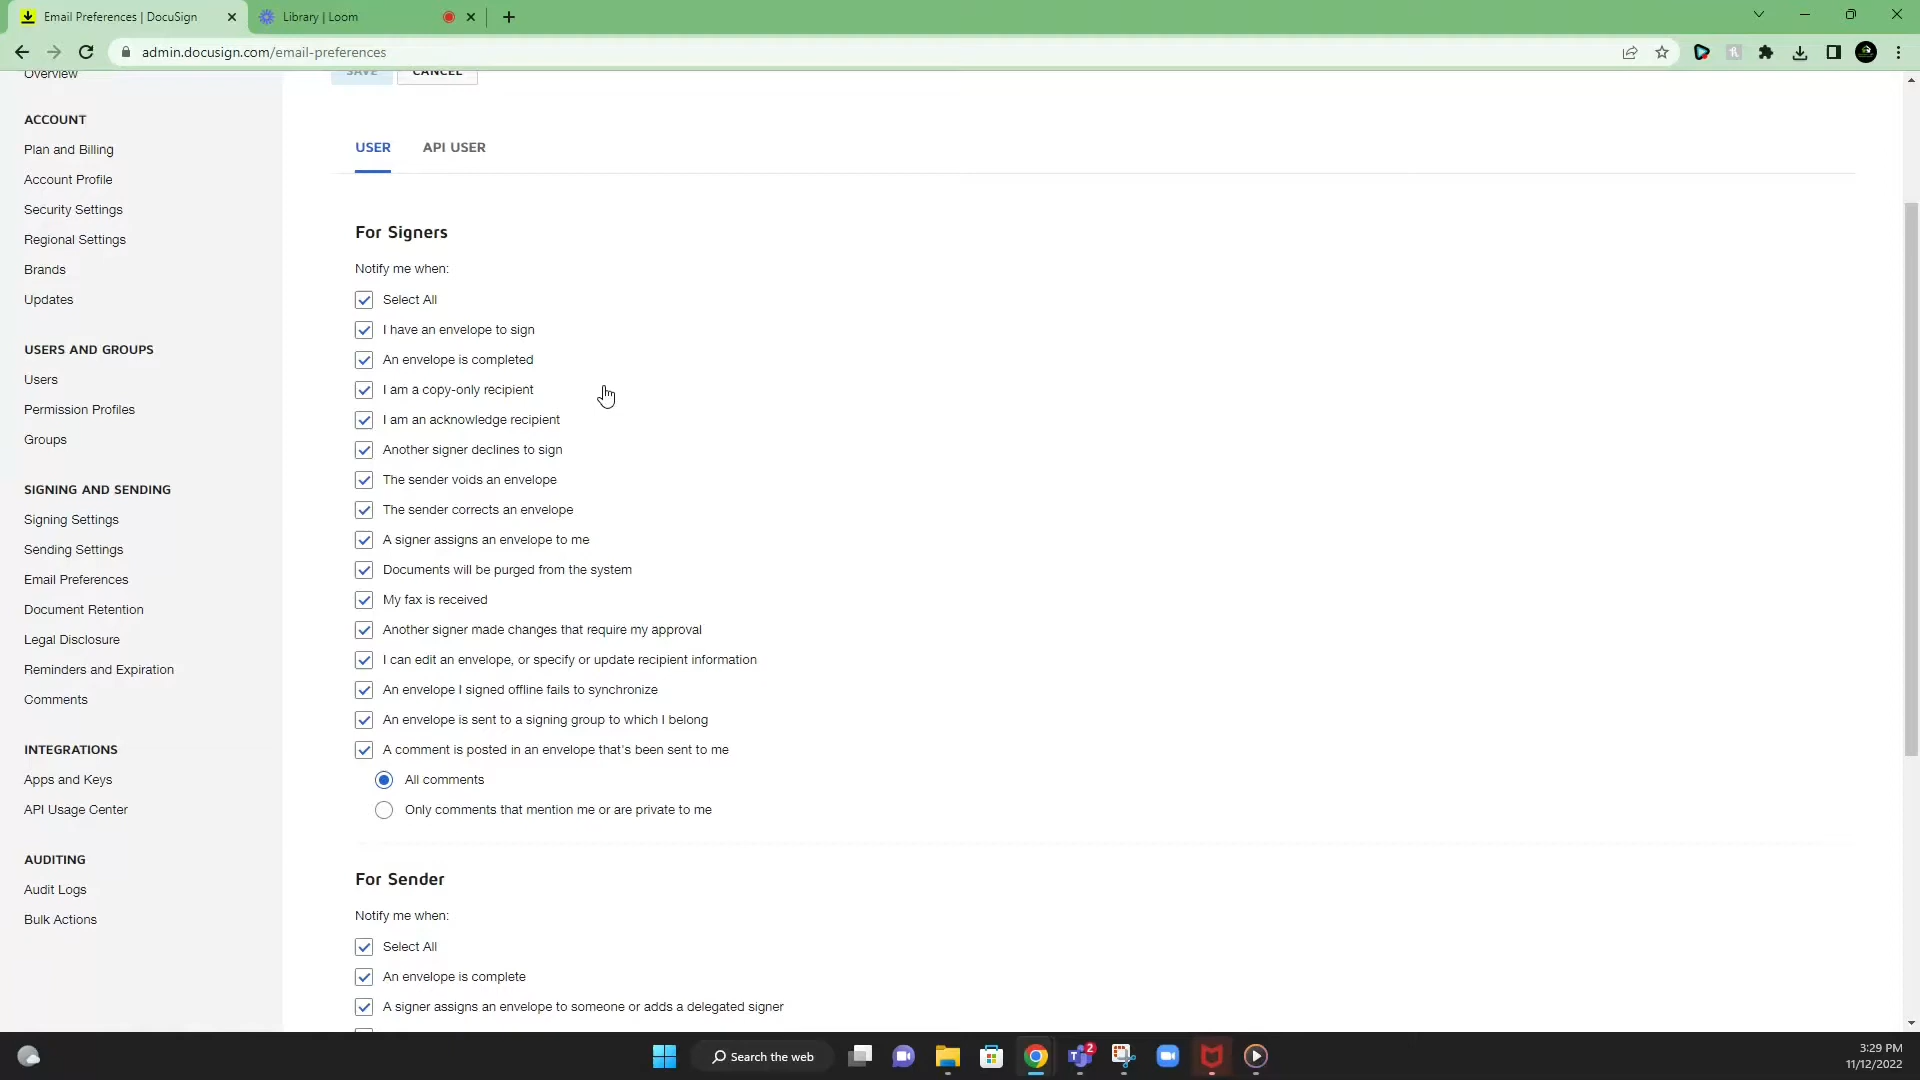 Email Preferences | DocuSign
Library | Loom
admin.docusign.com/email-preferences
Overview
SAVE
CANCEL
ACCOUNT
Plan and Billing
Account Profile
Security Settings
Regional Settings
Brands
Updates
USERS AND GROUPS
Users
Permission Profiles
Groups
SIGNING AND SENDING
Signing Settings
Sending Settings
Email Preferences
Document Retention
Legal Disclosure
Reminders and Expiration
Comments
INTEGRATIONS
Apps and Keys
API Usage Center
AUDITING
Audit Logs
Bulk Actions
USER
API USER
For Signers
Notify me when:
Select All
I have an envelope to sign
An envelope is completed
I am a copy-only recipient
I am an acknowledge recipient
Another signer declines to sign
The sender voids an envelope
The sender corrects an envelope
A signer assigns an envelope to me
Documents will be purged from the system
My fax is received
Another signer made changes that require my approval
I can edit an envelope, or specify or update recipient information
An envelope I signed offline fails to synchronize
An envelope is sent to a signing group to which I belong
A comment is posted in an envelope that's been sent to me
All comments
Only comments that mention me or are private to me
For Sender
Notify me when:
Select All
An envelope is complete
A signer assigns an envelope to someone or adds a delegated signer
Search the web
2
3:29 PM
11/12/2022